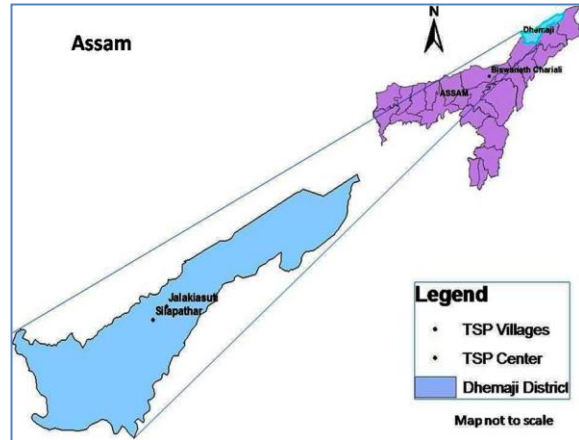 Assam
N
Dhemaji
Biswanath Chariali
ASSAM
Jalakiasuti
Silapathar
Legend
TSP Villages
TSP Center
Dhemaji District
Map not to scale